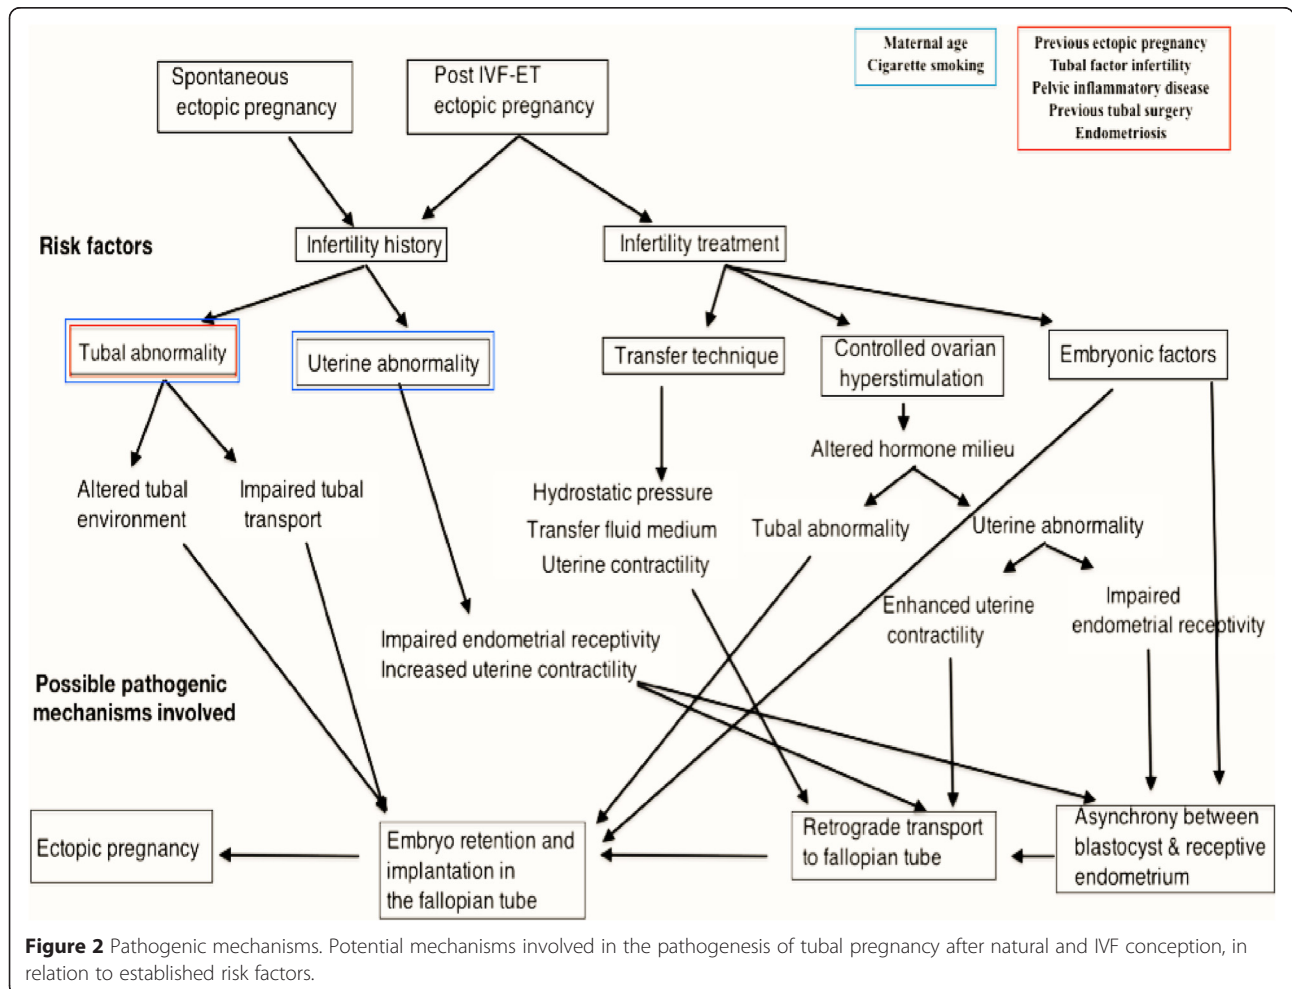 Maternal age
Cigarette smoking
Previous ectopic pregnancy
Tubal factor infertility
Pelvic inflammatory disease
Previous tubal surgery
Endometriosis
Spontaneous
ectopic pregnancy
Post IVF-ET
ectopic pregnancy
Risk factors
Infertility history
Infertility treatment
Tubal abnormality
Uterine abnormality
Transfer technique
Controlled ovarian
hyperstimulation
Embryonic factors
Altered hormone milieu
Altered tubal
environment
Impaired tubal
transport
Hydrostatic pressure
Transfer fluid medium
Uterine contractility
Tubal abnormality
Uterine abnormality
Enhanced uterine
contractility
Impaired
endometrial receptivity
Impaired endometrial receptivity
Increased uterine contractility
Possible pathogenic
mechanisms involved
Ectopic pregnancy
Embryo retention and
implantation in
the fallopian tube
Retrograde transport
to fallopian tube
Asynchrony between
blastocyst & receptive
endometrium
Figure 2 Pathogenic mechanisms. Potential mechanisms involved in the pathogenesis of tubal pregnancy after natural and IVF conception, in
relation to established risk factors.